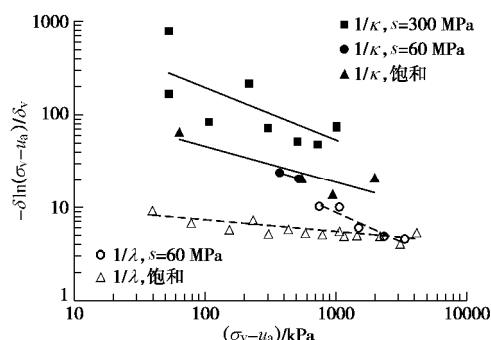 1000
100
10
1
−δln(σv−ua)/δv
■ 1/κ, s=300 MPa
● 1/κ, s=60 MPa
▲ 1/κ, 饱和
○ 1/λ, s=60 MPa
△ 1/λ, 饱和
10 100 1000 10000
(σv−ua)/kPa